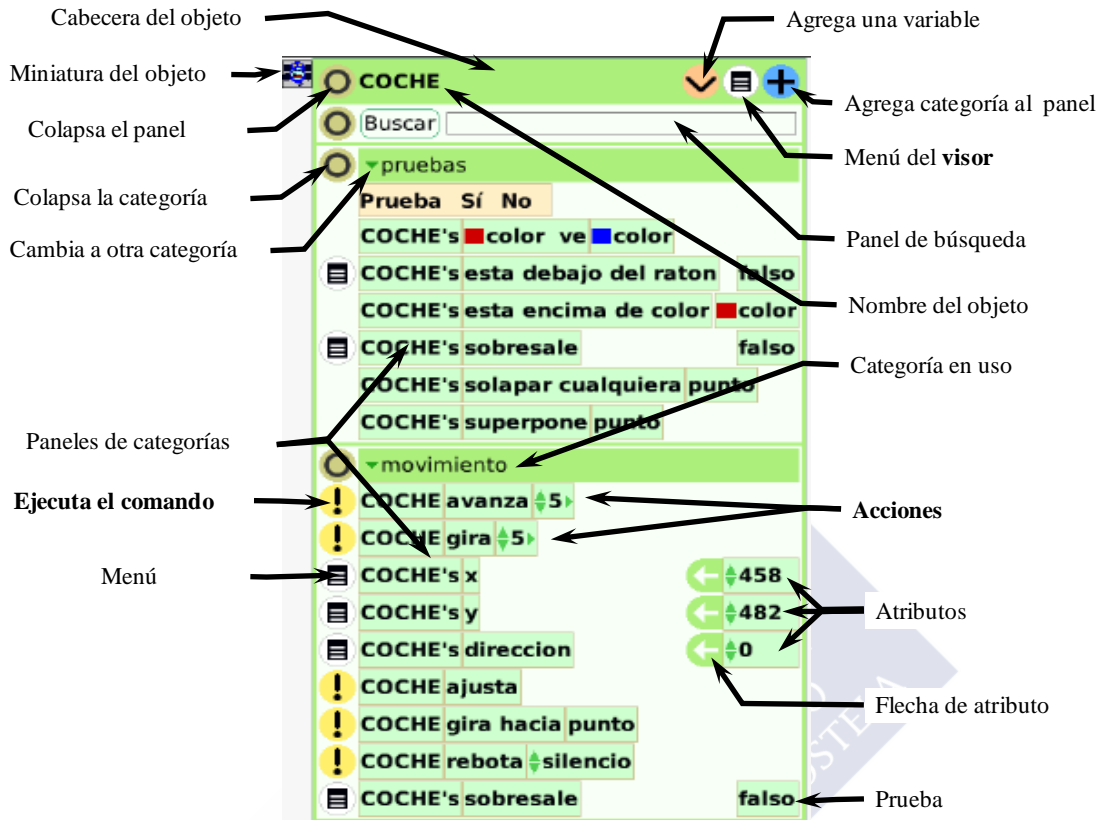 Cabecera del objeto
Agrega una variable
Miniatura del objeto
COCHE
Agrega categoría al panel
Colapsa el panel
Buscar
Menú del visor
pruebas
Colapsa la categoría
Prueba Sí No
Cambia a otra categoría
COCHE's color ve color
Panel de búsqueda
COCHE's esta debajo del raton falso
COCHE's esta encima de color color
Nombre del objeto
COCHE's sobresale falso
Categoría en uso
COCHE's solapar cualquiera punto
COCHE's superpone punto
Paneles de categorías
movimiento
Ejecuta el comando
COCHE avanza 5
Acciones
COCHE gira 5
Menú
COCHE's x 458
COCHE's y 482
Atributos
COCHE's direccion 0
COCHE ajusta
Flecha de atributo
COCHE gira hacia punto
COCHE rebota silencio
COCHE's sobresale falso
Prueba